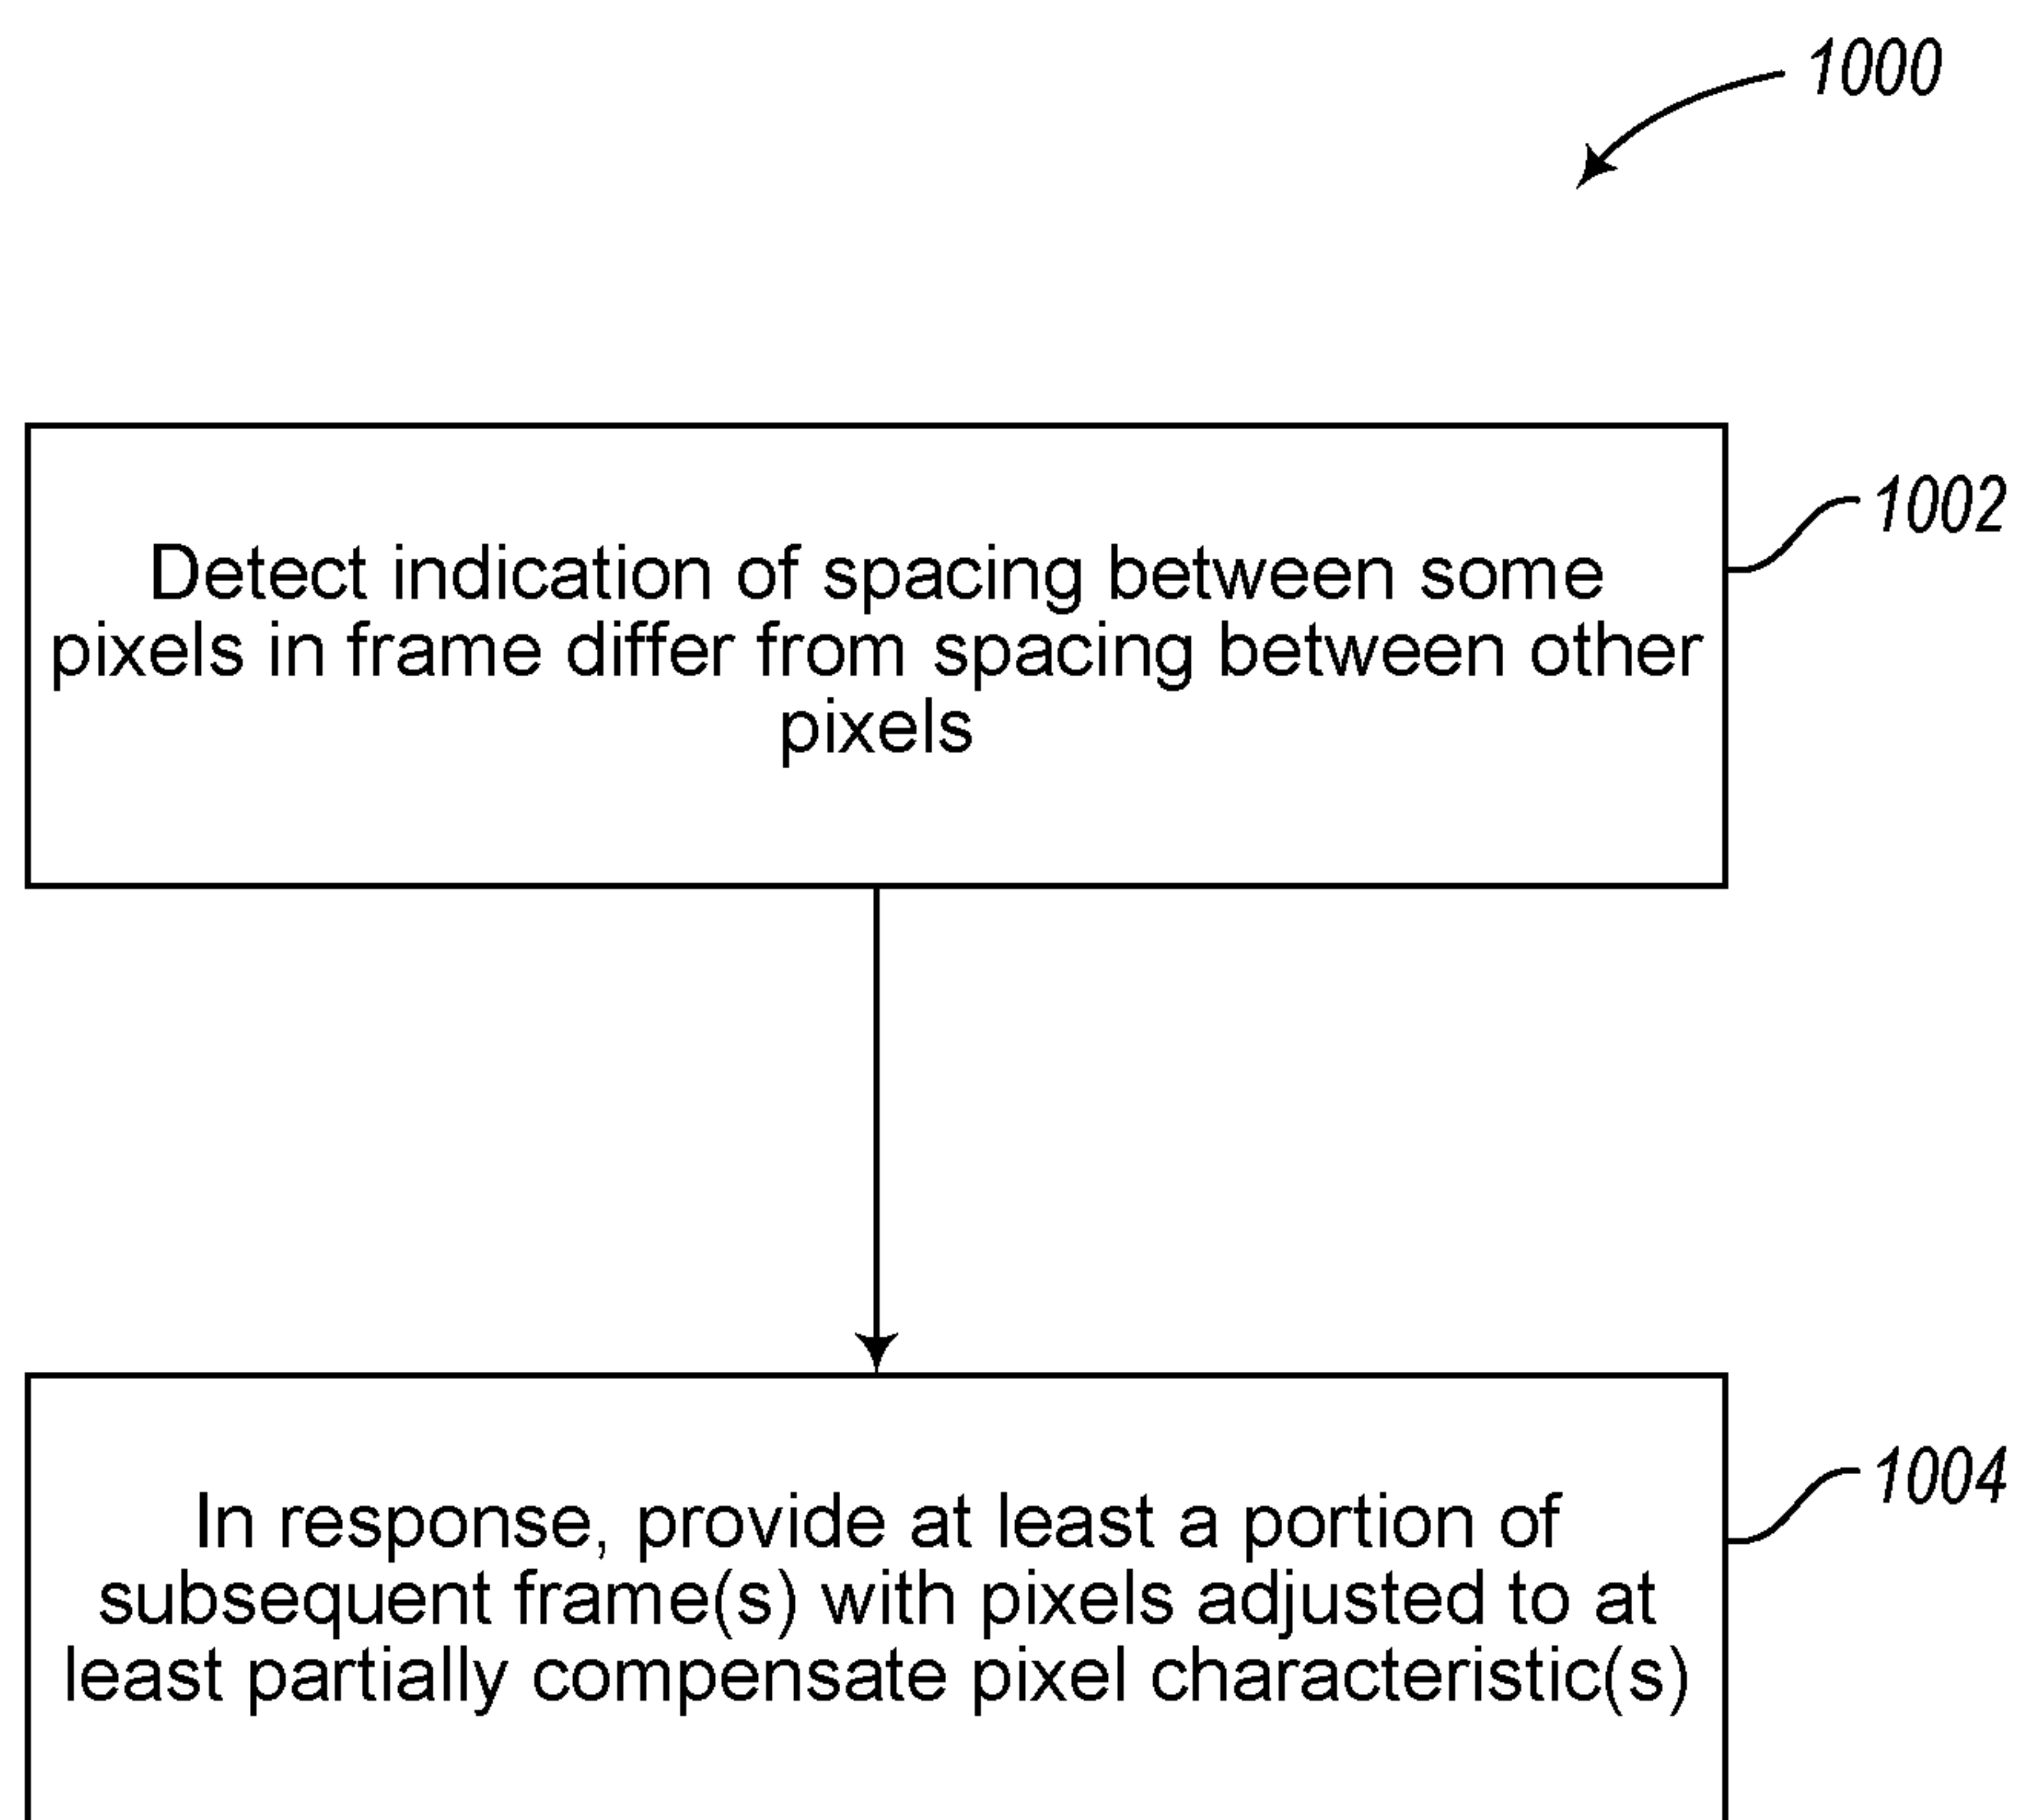 1000
1002
Detect indication of spacing between some
pixels in frame differ from spacing between other
pixels
1004
In response, provide at least a portion of
subsequent frame(s) with pixels adjusted to at
least partially compensate pixel characteristic(s)